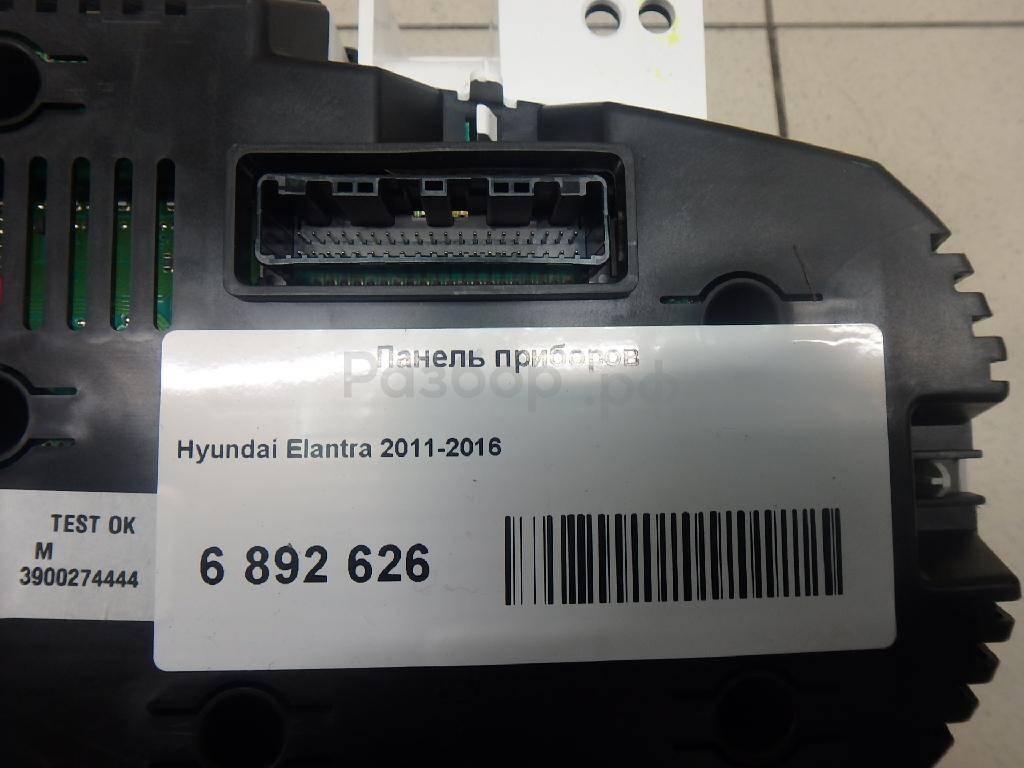 Панель приборов
Разбор.рф
Hyundai Elantra 2011-2016
6 892 626
TEST OK
M
3900274444